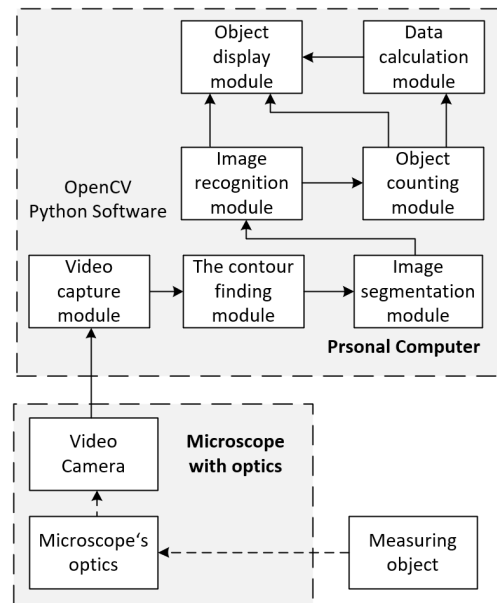 Object
display
module
Data
calculation
module
Image
recognition
module
Object
counting
module
OpenCV
Python Software
Video
capture
module
The contour
finding
module
Image
segmentation
module
Prsonal Computer
Video
Camera
Microscope
with optics
Microscope‘s
optics
Measuring
object